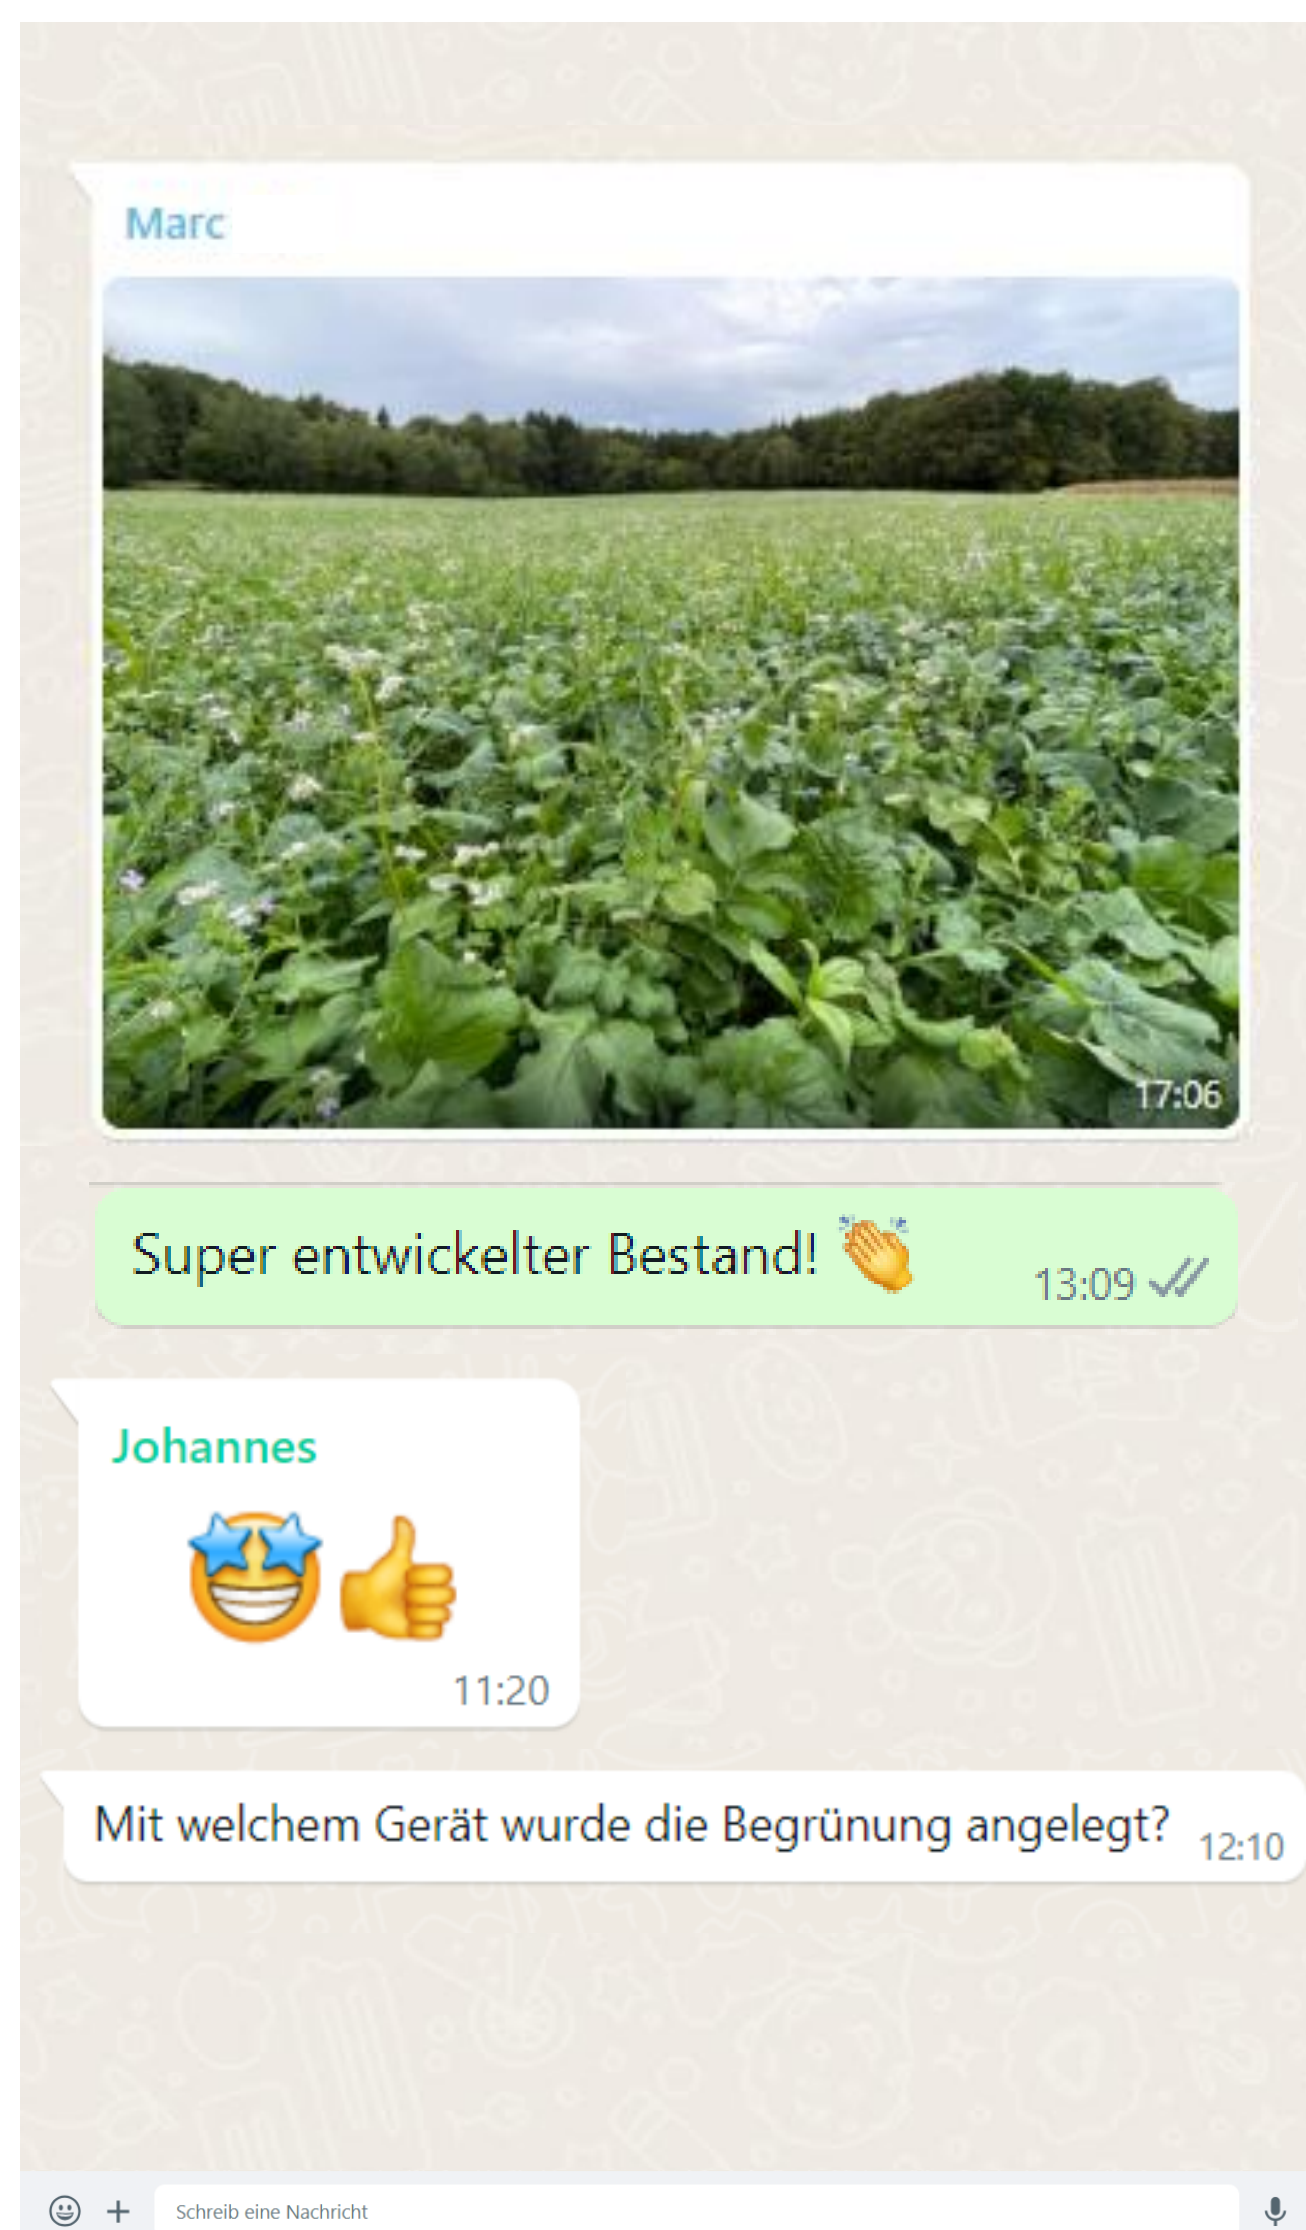 Marc
17:06
Super entwickelter Bestand! 👏
13:09
Johannes
🤩👍
11:20
Mit welchem Gerät wurde die Begrünung angelegt?
12:10
Schreib eine Nachricht